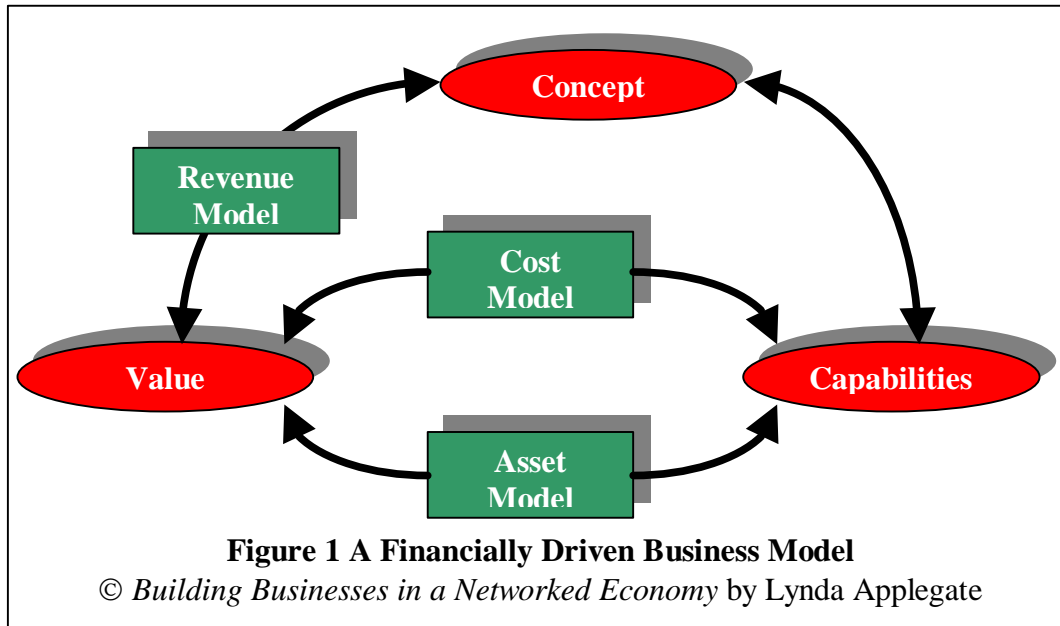 Concept
Revenue
Model
Cost
Model
Value
Capabilities
Asset
Model
Figure 1 A Financially Driven Business Model
© Building Businesses in a Networked Economy by Lynda Applegate